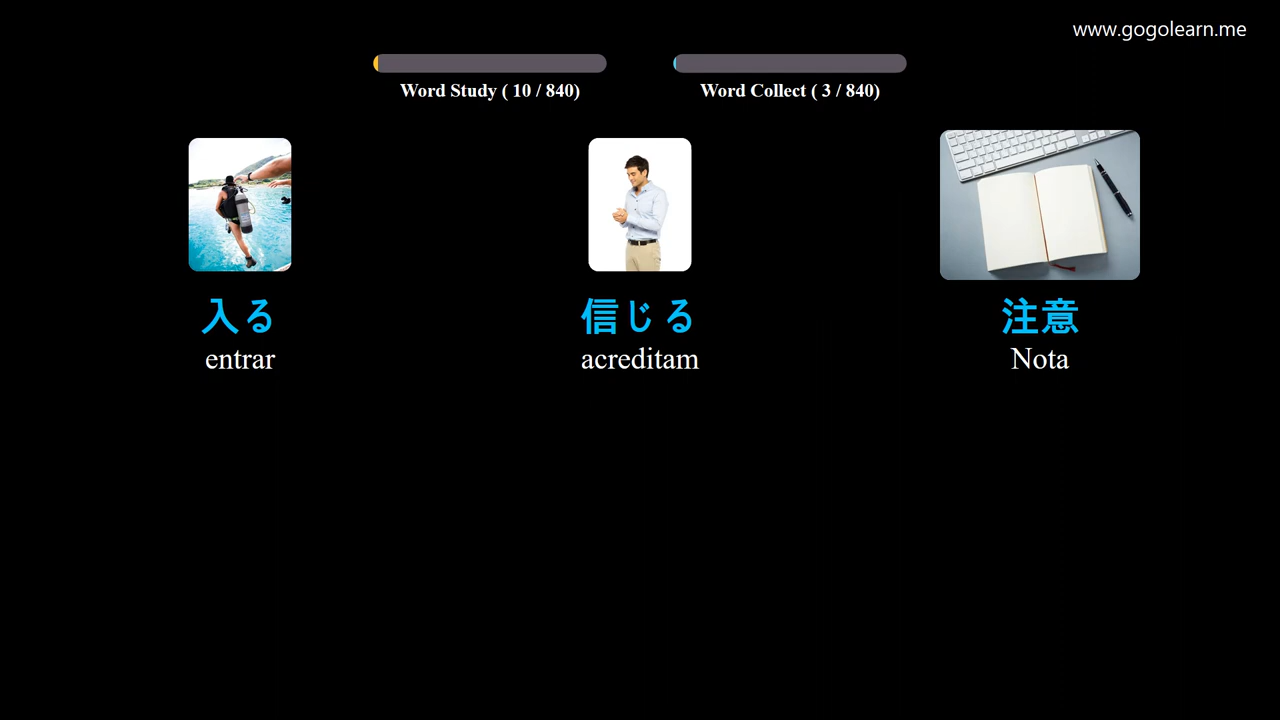 www.gogolearn.me
Word Study ( 10 / 840)
Word Collect ( 3 / 840)
入る
entrar
信じる
acreditam
注意
Nota